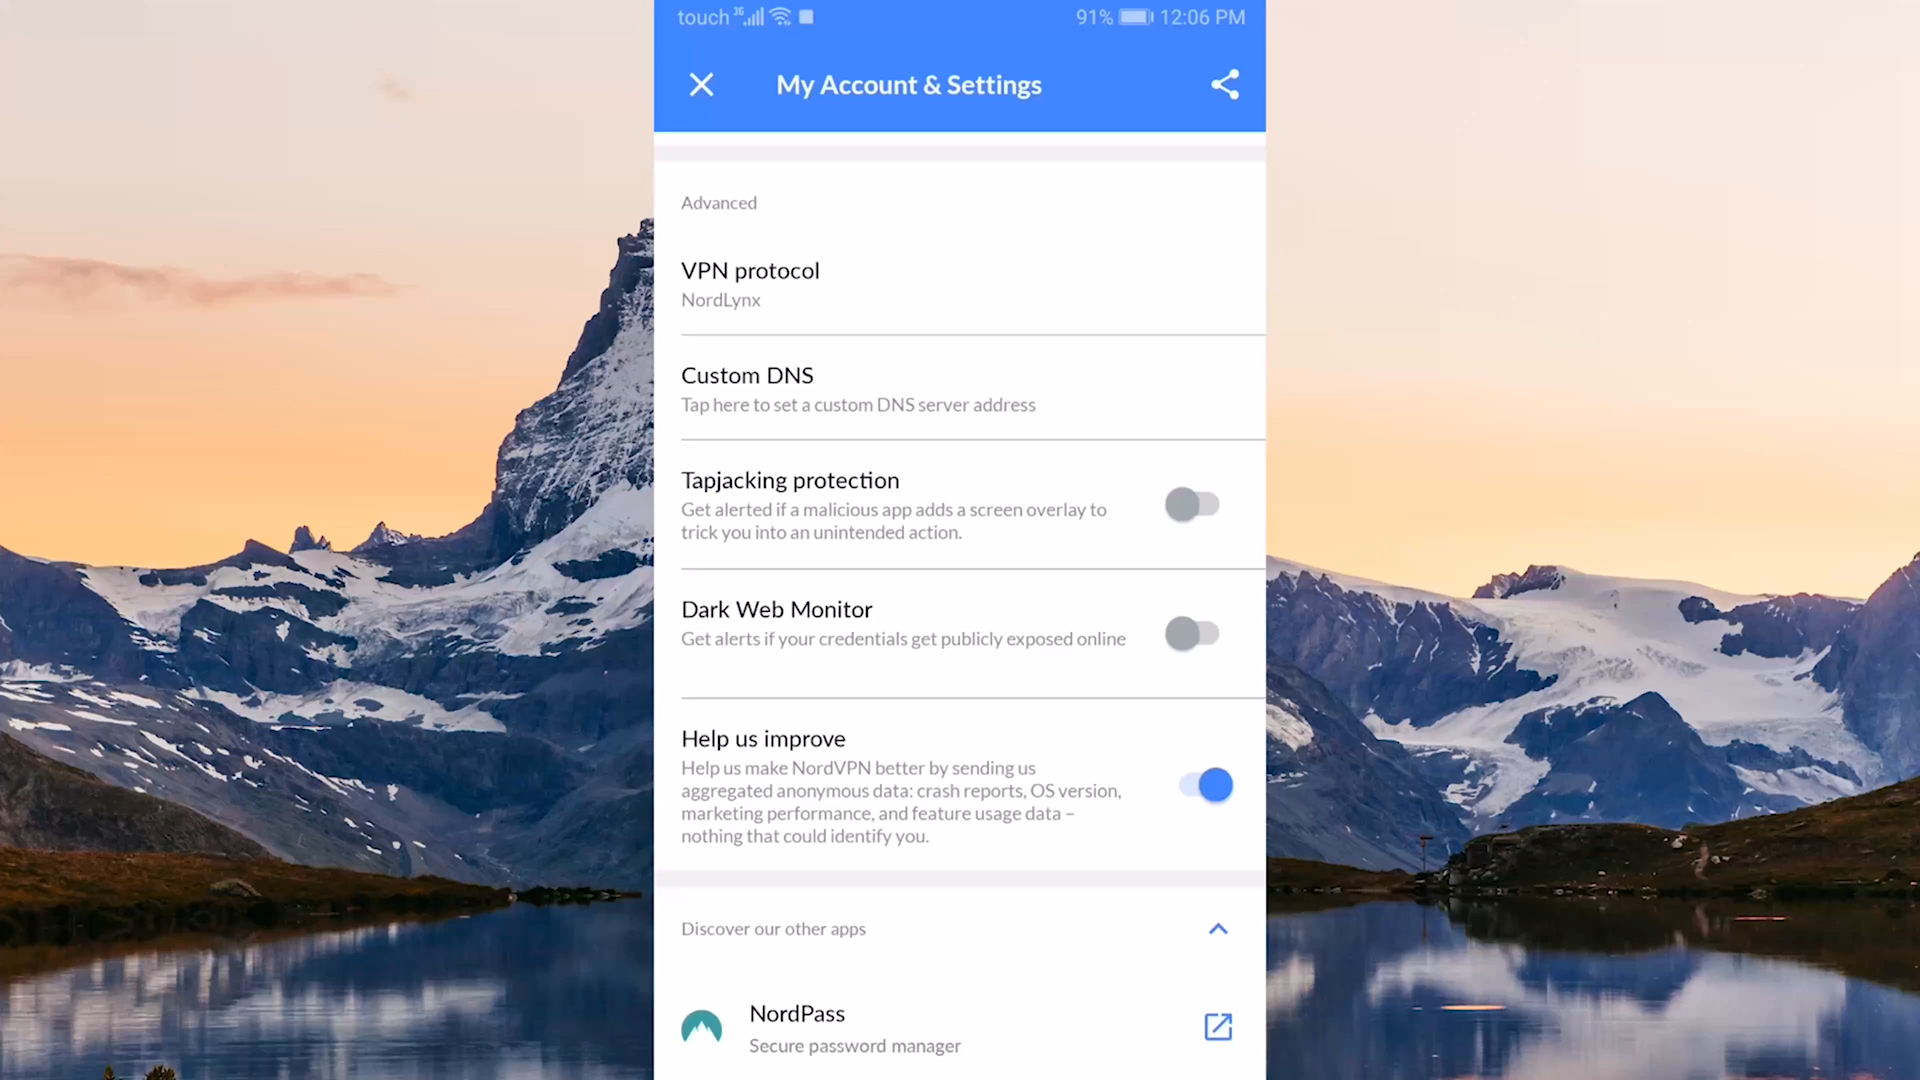 touch 3G 91% 12:06 PM
My Account & Settings
Advanced
VPN protocol
NordLynx
Custom DNS
Tap here to set a custom DNS server address
Tapjacking protection
Get alerted if a malicious app adds a screen overlay to
trick you into an unintended action.
Dark Web Monitor
Get alerts if your credentials get publicly exposed online
Help us improve
Help us make NordVPN better by sending us
aggregated anonymous data: crash reports, OS version,
marketing performance, and feature usage data –
nothing that could identify you.
Discover our other apps
NordPass
Secure password manager